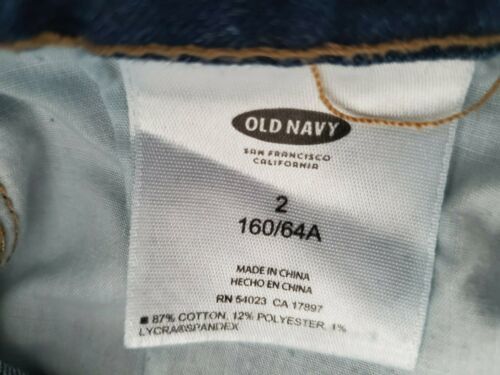 OLD NAVY
SAN FRANCISCO
CALIFORNIA
2
160/64A
MADE IN CHINA
HECHO EN CHINA
RN 54023 CA 17897
■ 87% COTTON, 12% POLYESTER, 1%
LYCRA®SPANDEX